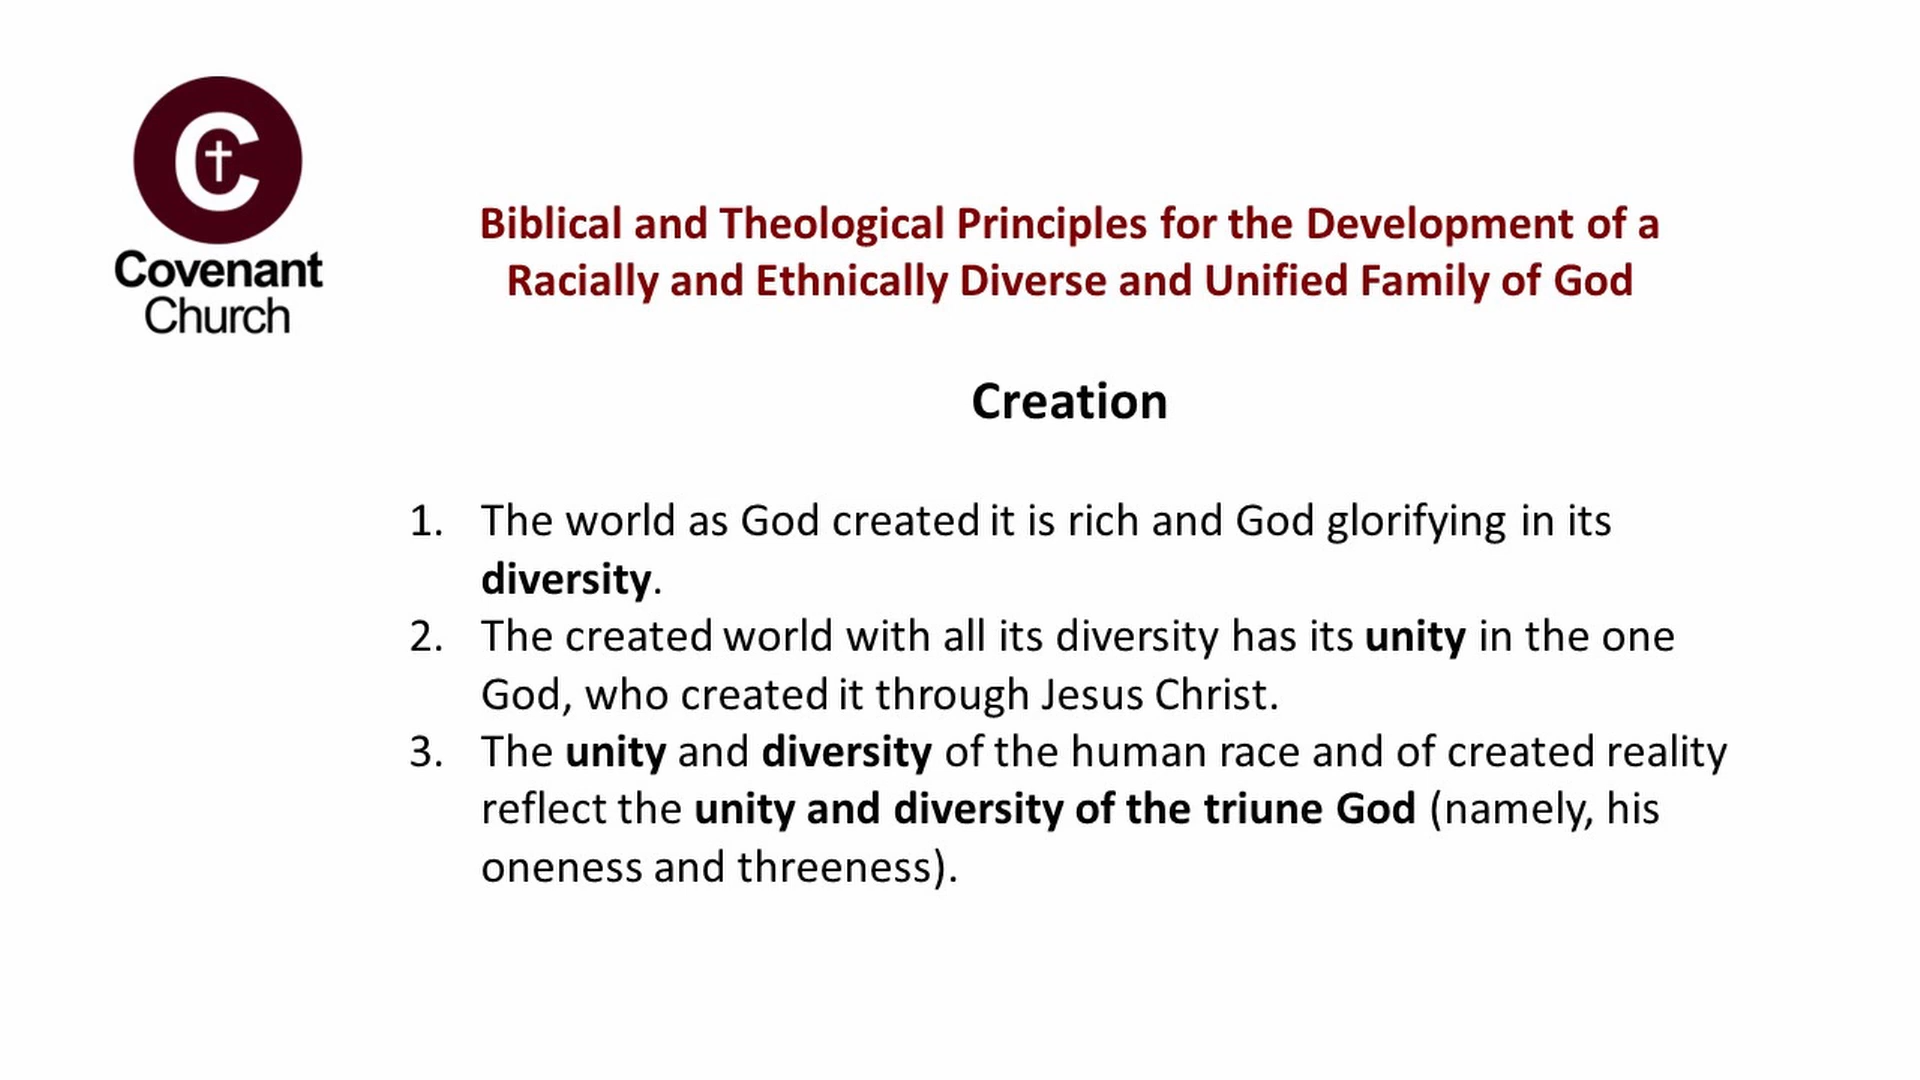 C
Covenant
Church
Biblical and Theological Principles for the Development of a
Racially and Ethnically Diverse and Unified Family of God
Creation
1. The world as God created it is rich and God glorifying in its
diversity.
2. The created world with all its diversity has its unity in the one
God, who created it through Jesus Christ.
3. The unity and diversity of the human race and of created reality
reflect the unity and diversity of the triune God (namely, his
oneness and threeness).